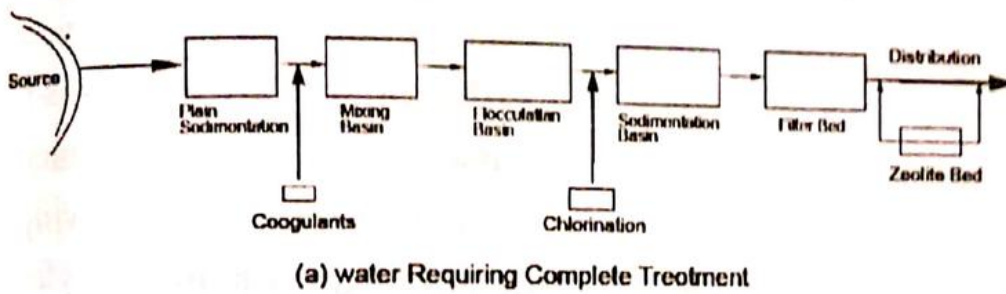 Source
Plain
Sedimentation
Mixing
Basin
Flocculation
Basin
Sedimentation
Basin
Filter Bed
Distribution
Zeolite Bed
Coogulants
Chlorination
(a) water Requiring Complete Treotment